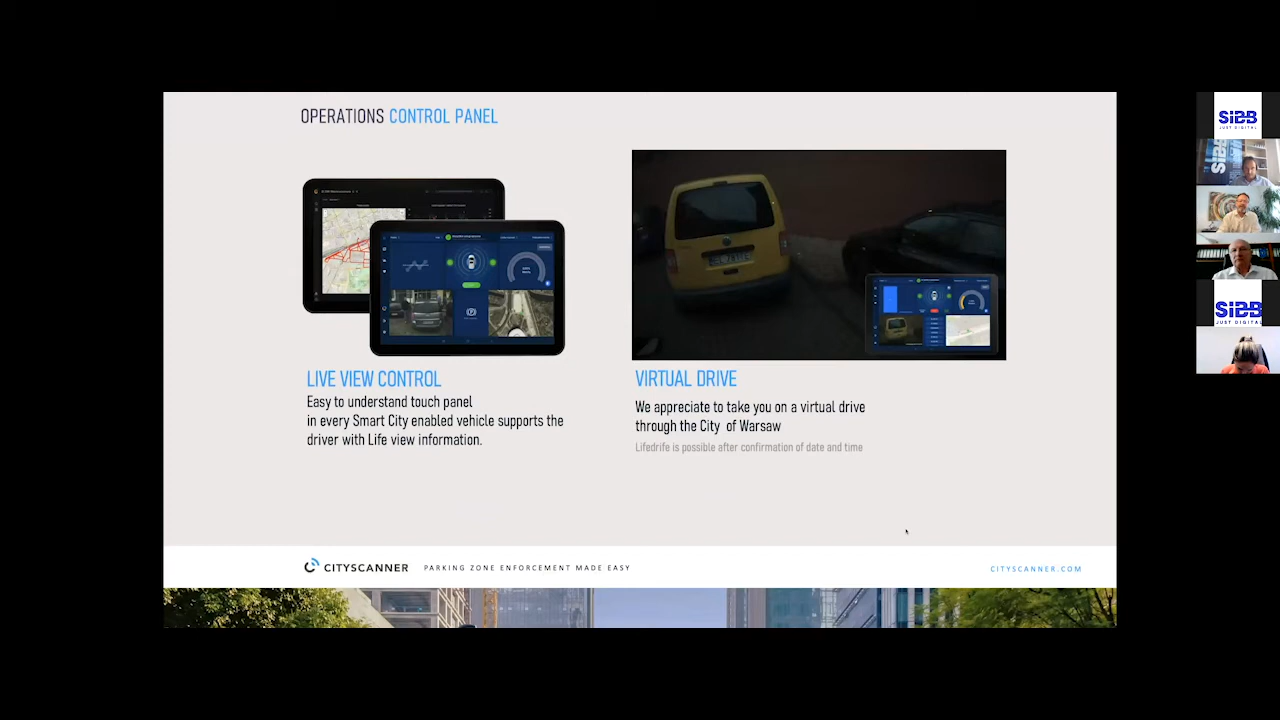 OPERATIONS CONTROL PANEL
LIVE VIEW CONTROL
Easy to understand touch panel
in every Smart City enabled vehicle supports the
driver with Life view information.
VIRTUAL DRIVE
We appreciate to take you on a virtual drive
through the City of Warsaw
Lifedrife is possible after confirmation of date and time
CITYSCANNER
PARKING ZONE ENFORCEMENT MADE EASY
CITYSCANNER.COM
SiBB
JUST DIGITAL
SiBB
SiBB
JUST DIGITAL